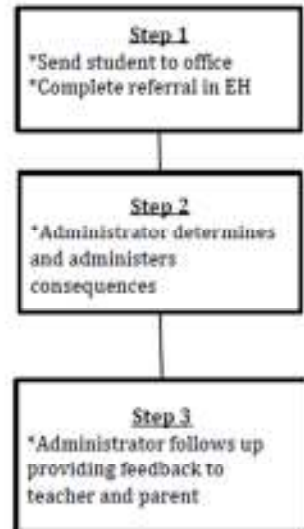 Step 1
*Send student to office
*Complete referral in EH
Step 2
*Administrator determines
and administers
consequences
Step 3
*Administrator follows up
providing feedback to
teacher and parent